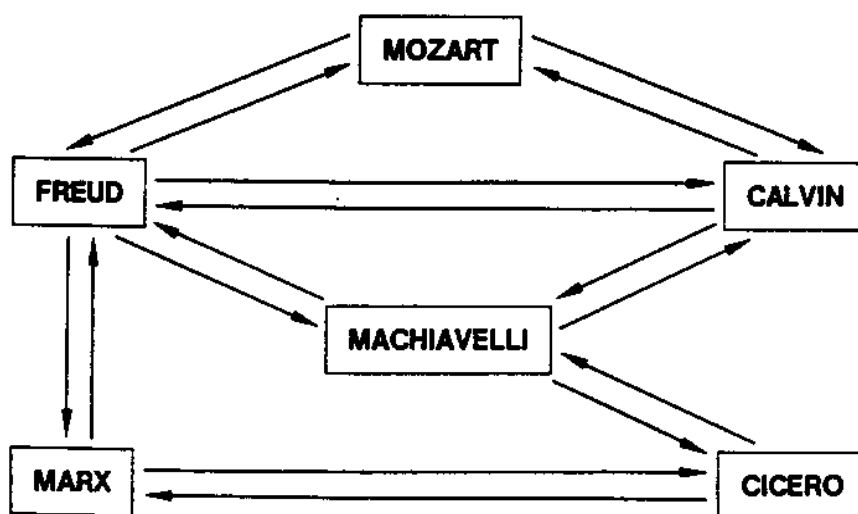 MOZART
FREUD
CALVIN
MACHIAVELLI
MARX
CICERO